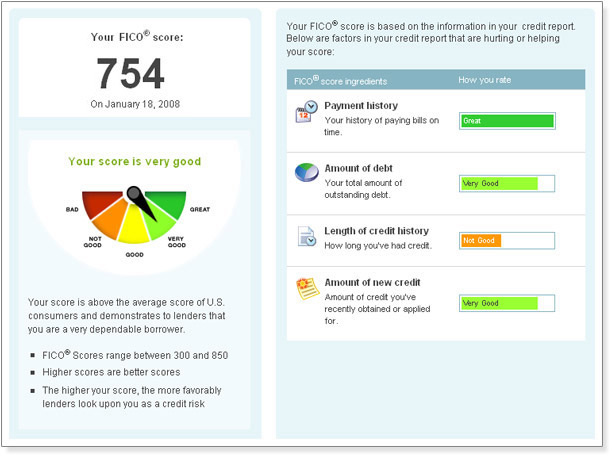 Your FICO® score:
754
On January 18, 2008
Your score is very good
BAD
NOT
GOOD
GOOD
VERY
GOOD
GREAT
Your score is above the average score of U.S.
consumers and demonstrates to lenders that
you are a very dependable borrower.
FICO® Scores range between 300 and 850
Higher scores are better scores
The higher your score, the more favorably
lenders look upon you as a credit risk
Your FICO® score is based on the information in your credit report.
Below are factors in your credit report that are hurting or helping
your score:
FICO® score ingredients How you rate
12
Payment history
Your history of paying bills on
time.
Great
Amount of debt
Your total amount of
outstanding debt.
Very Good
Length of credit history
How long you've had credit.
Not Good
Amount of new credit
Amount of credit you've
recently obtained or applied
for.
Very Good